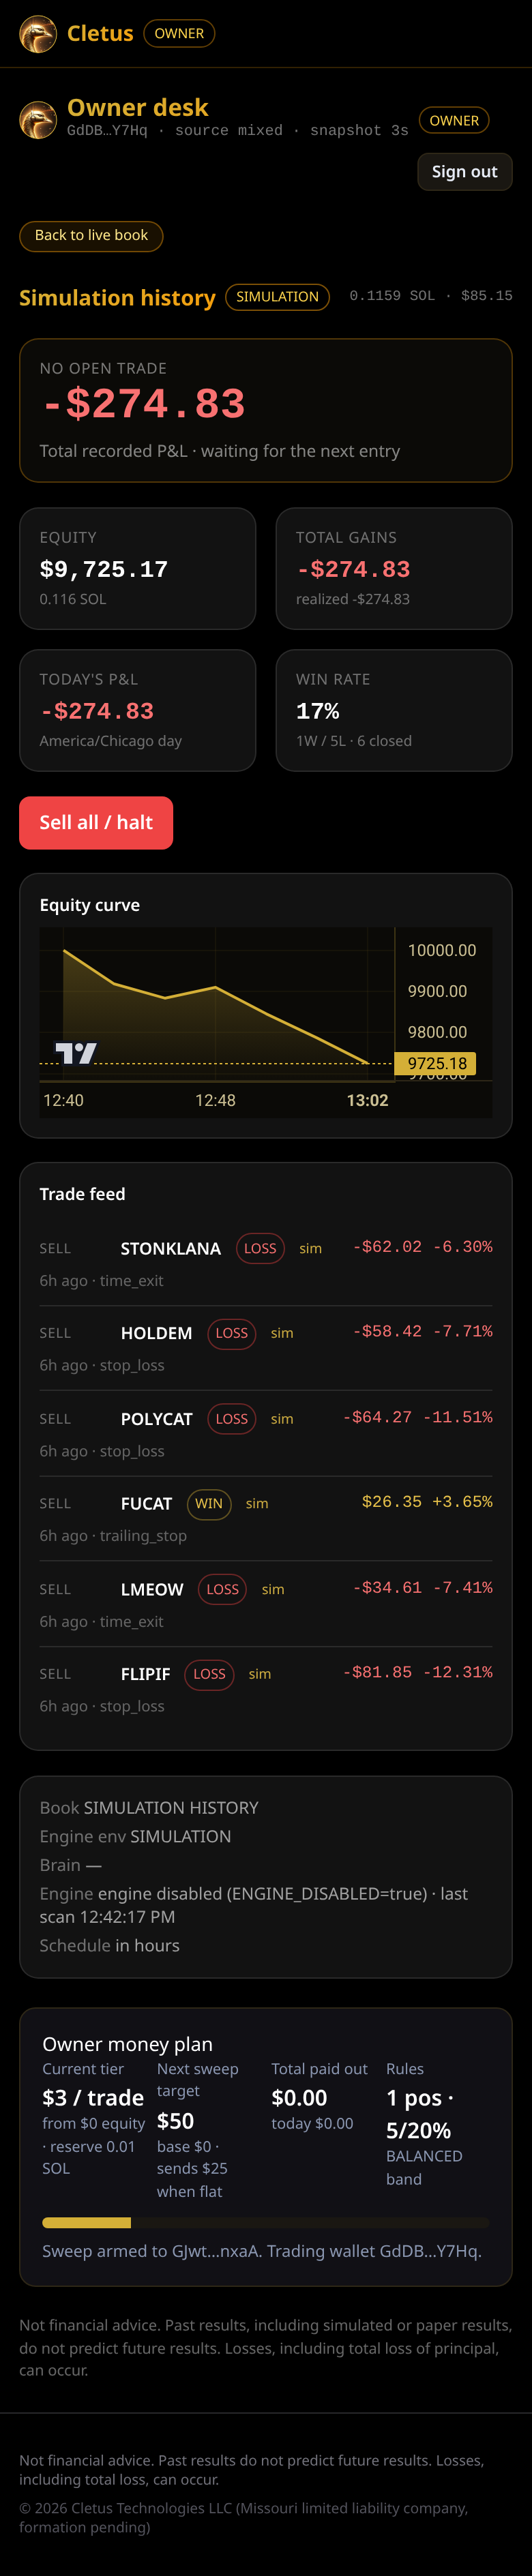 Cletus OWNER
Owner desk
GdDB…Y7Hq · source mixed · snapshot 3s
OWNER
Sign out
Back to live book
Simulation history SIMULATION 0.1159 SOL · $85.15
NO OPEN TRADE
-$274.83
Total recorded P&L · waiting for the next entry
EQUITY
$9,725.17
0.116 SOL
TOTAL GAINS
-$274.83
realized -$274.83
TODAY'S P&L
-$274.83
America/Chicago day
WIN RATE
17%
1W / 5L · 6 closed
Sell all / halt
Equity curve
10000.00
9900.00
9800.00
9725.18
9700.00
12:40 12:48 13:02
Trade feed
SELL STONKLANA LOSS sim -$62.02 -6.30%
6h ago · time_exit
SELL HOLDEM LOSS sim -$58.42 -7.71%
6h ago · stop_loss
SELL POLYCAT LOSS sim -$64.27 -11.51%
6h ago · stop_loss
SELL FUCAT WIN sim $26.35 +3.65%
6h ago · trailing_stop
SELL LMEOW LOSS sim -$34.61 -7.41%
6h ago · time_exit
SELL FLIPIF LOSS sim -$81.85 -12.31%
6h ago · stop_loss
Book SIMULATION HISTORY
Engine env SIMULATION
Brain —
Engine engine disabled (ENGINE_DISABLED=true) · last
scan 12:42:17 PM
Schedule in hours
Owner money plan
Current tier
$3 / trade
from $0 equity
· reserve 0.01
SOL
Next sweep
target
$50
base $0 ·
sends $25
when flat
Total paid out
$0.00
today $0.00
Rules
1 pos ·
5/20%
BALANCED
band
Sweep armed to GJwt…nxaA. Trading wallet GdDB…Y7Hq.
Not financial advice. Past results, including simulated or paper results,
do not predict future results. Losses, including total loss of principal,
can occur.
Not financial advice. Past results do not predict future results. Losses,
including total loss, can occur.
© 2026 Cletus Technologies LLC (Missouri limited liability company,
formation pending)